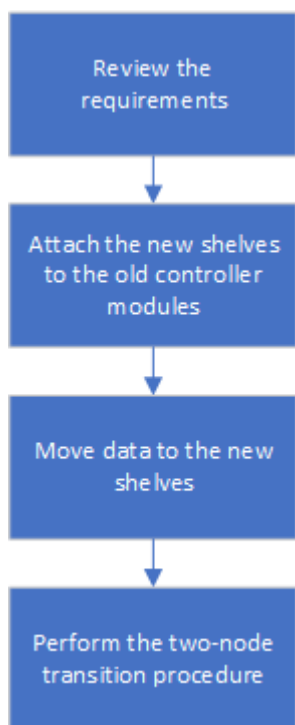 Review the
requirements
Attach the new shelves
to the old controller
modules
Move data to the new
shelves
Perform the two-node
transition procedure